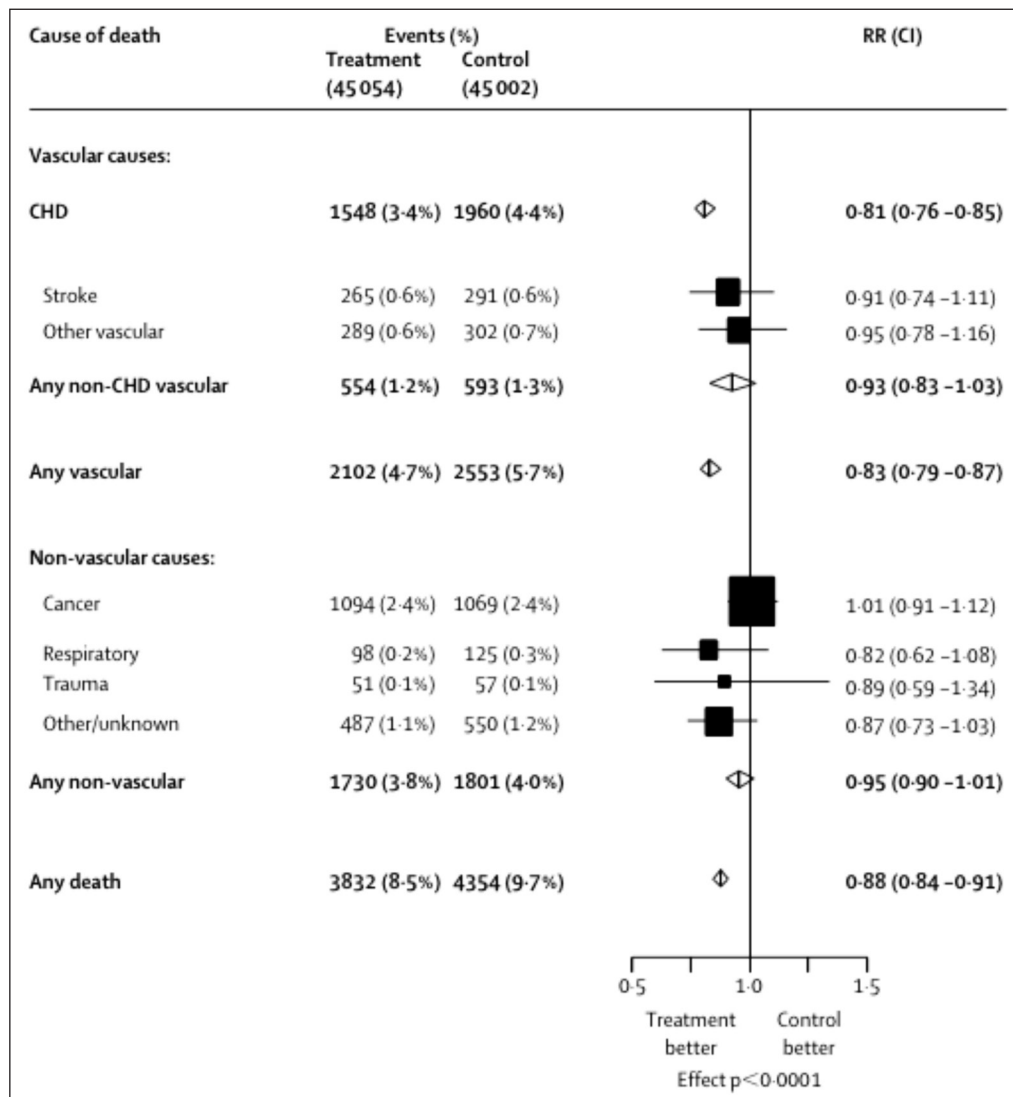 Cause of death Events (%) RR (CI)
Treatment Control
(45 054) (45 002)
Vascular causes:
CHD 1548 (3·4%) 1960 (4·4%) 0·81 (0·76 –0·85)
Stroke 265 (0·6%) 291 (0·6%) 0·91 (0·74 –1·11)
Other vascular 289 (0·6%) 302 (0·7%) 0·95 (0·78 –1·16)
Any non-CHD vascular 554 (1·2%) 593 (1·3%) 0·93 (0·83 –1·03)
Any vascular 2102 (4·7%) 2553 (5·7%) 0·83 (0·79 –0·87)
Non-vascular causes:
Cancer 1094 (2·4%) 1069 (2·4%) 1·01 (0·91 –1·12)
Respiratory 98 (0·2%) 125 (0·3%) 0·82 (0·62 –1·08)
Trauma 51 (0·1%) 57 (0·1%) 0·89 (0·59 –1·34)
Other/unknown 487 (1·1%) 550 (1·2%) 0·87 (0·73 –1·03)
Any non-vascular 1730 (3·8%) 1801 (4·0%) 0·95 (0·90 –1·01)
Any death 3832 (8·5%) 4354 (9·7%) 0·88 (0·84 –0·91)
0·5 1·0 1·5
Treatment Control
better better
Effect p<0·0001